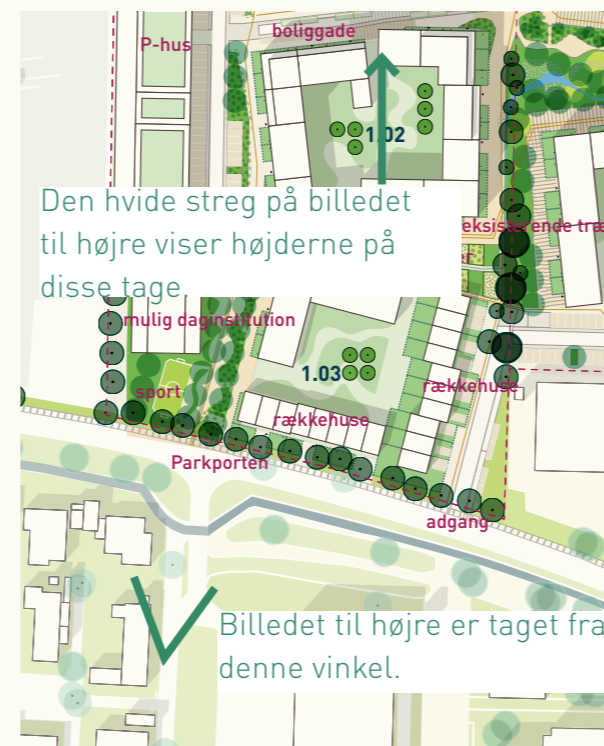 boliggade
P-hus
1.02
Den hvide streg på billedet
til højre viser højderne på
disse tage.
eksisterende træ
er
mulig daginstitution
1.03
sport
rækkehuse
rækkehuse
Parkporten
adgang
Billedet til højre er taget fra
denne vinkel.